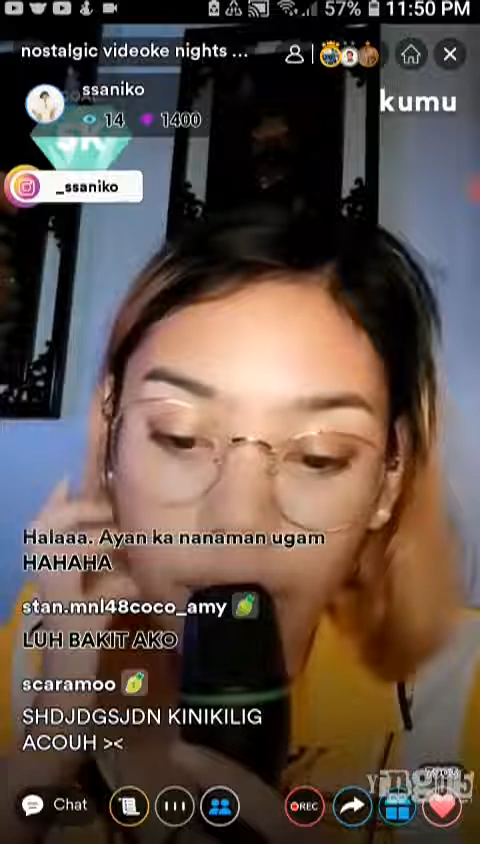 57% 11:50 PM
nostalgic videoke nights ...
ssaniko
14 1400
kumu
5K
_ssaniko
Halaaa. Ayan ka nanaman ugam
HAHAHA
stan.mnl48coco_amy
LUH BAKIT AKO
scaramoo
SHDJDGSJDN KINIKILIG
ACOUH ><
Chat
REC